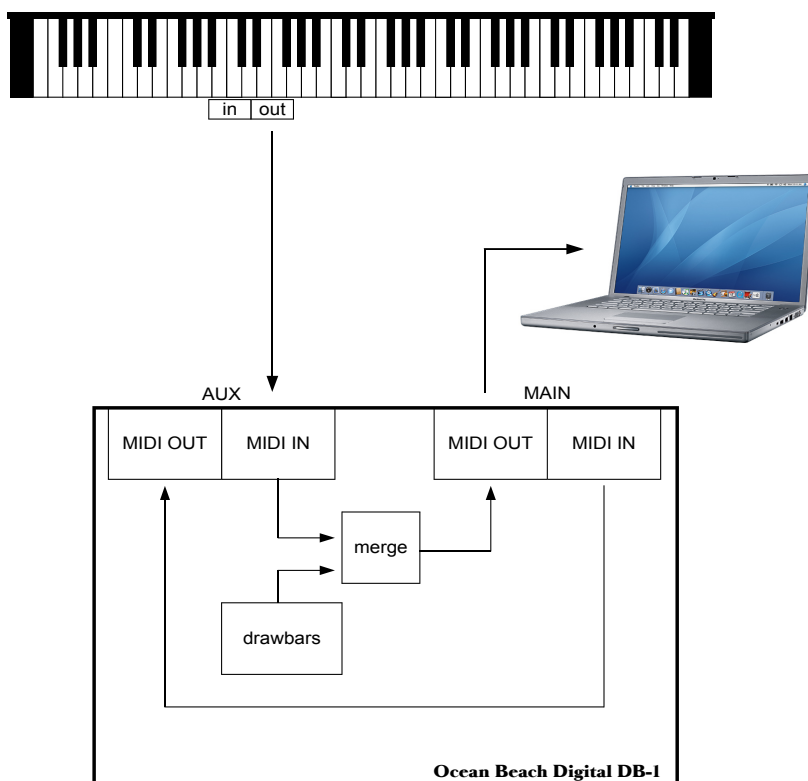 in out
AUX MAIN
MIDI OUT MIDI IN MIDI OUT MIDI IN
merge
drawbars
Ocean Beach Digital DB-1